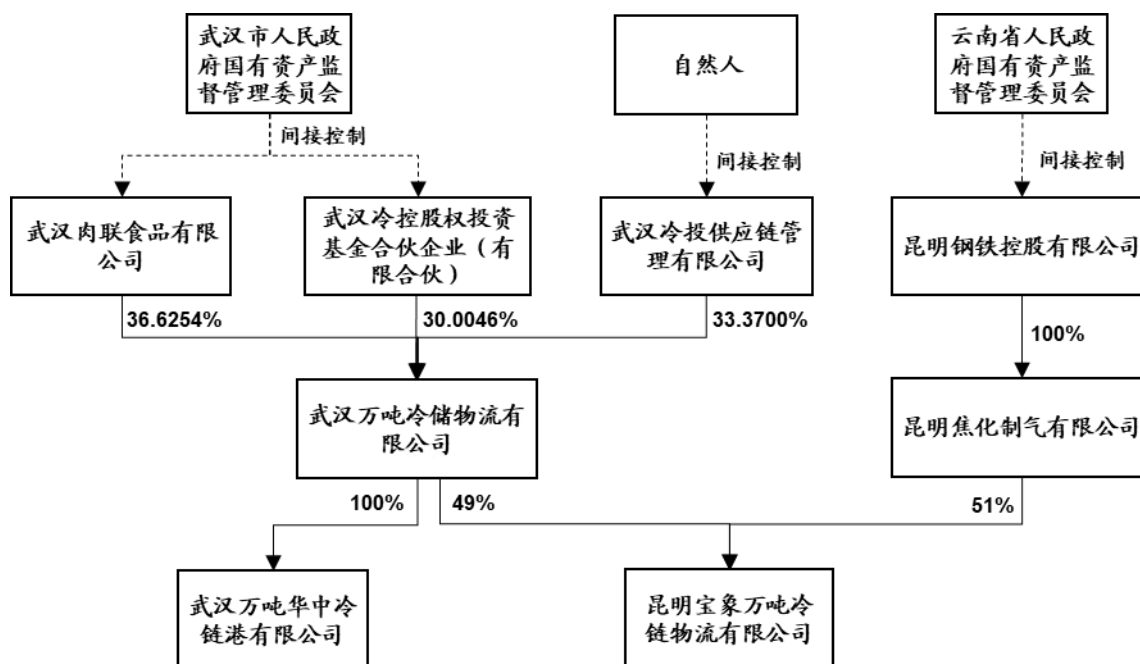 武汉市人民政
府国有资产监
督管理委员会
自然人
云南省人民政
府国有资产监
督管理委员会
间接控制
间接控制
间接控制
武汉肉联食品有限
公司
武汉冷控股权投资
基金合伙企业（有
限合伙）
武汉冷投供应链管
理有限公司
昆明钢铁控股有限公司
36.6254%
30.0046%
33.3700%
100%
武汉万吨冷储物流有
限公司
昆明焦化制气有限公司
100%
49%
51%
武汉万吨华中冷
链港有限公司
昆明宝象万吨冷
链物流有限公司